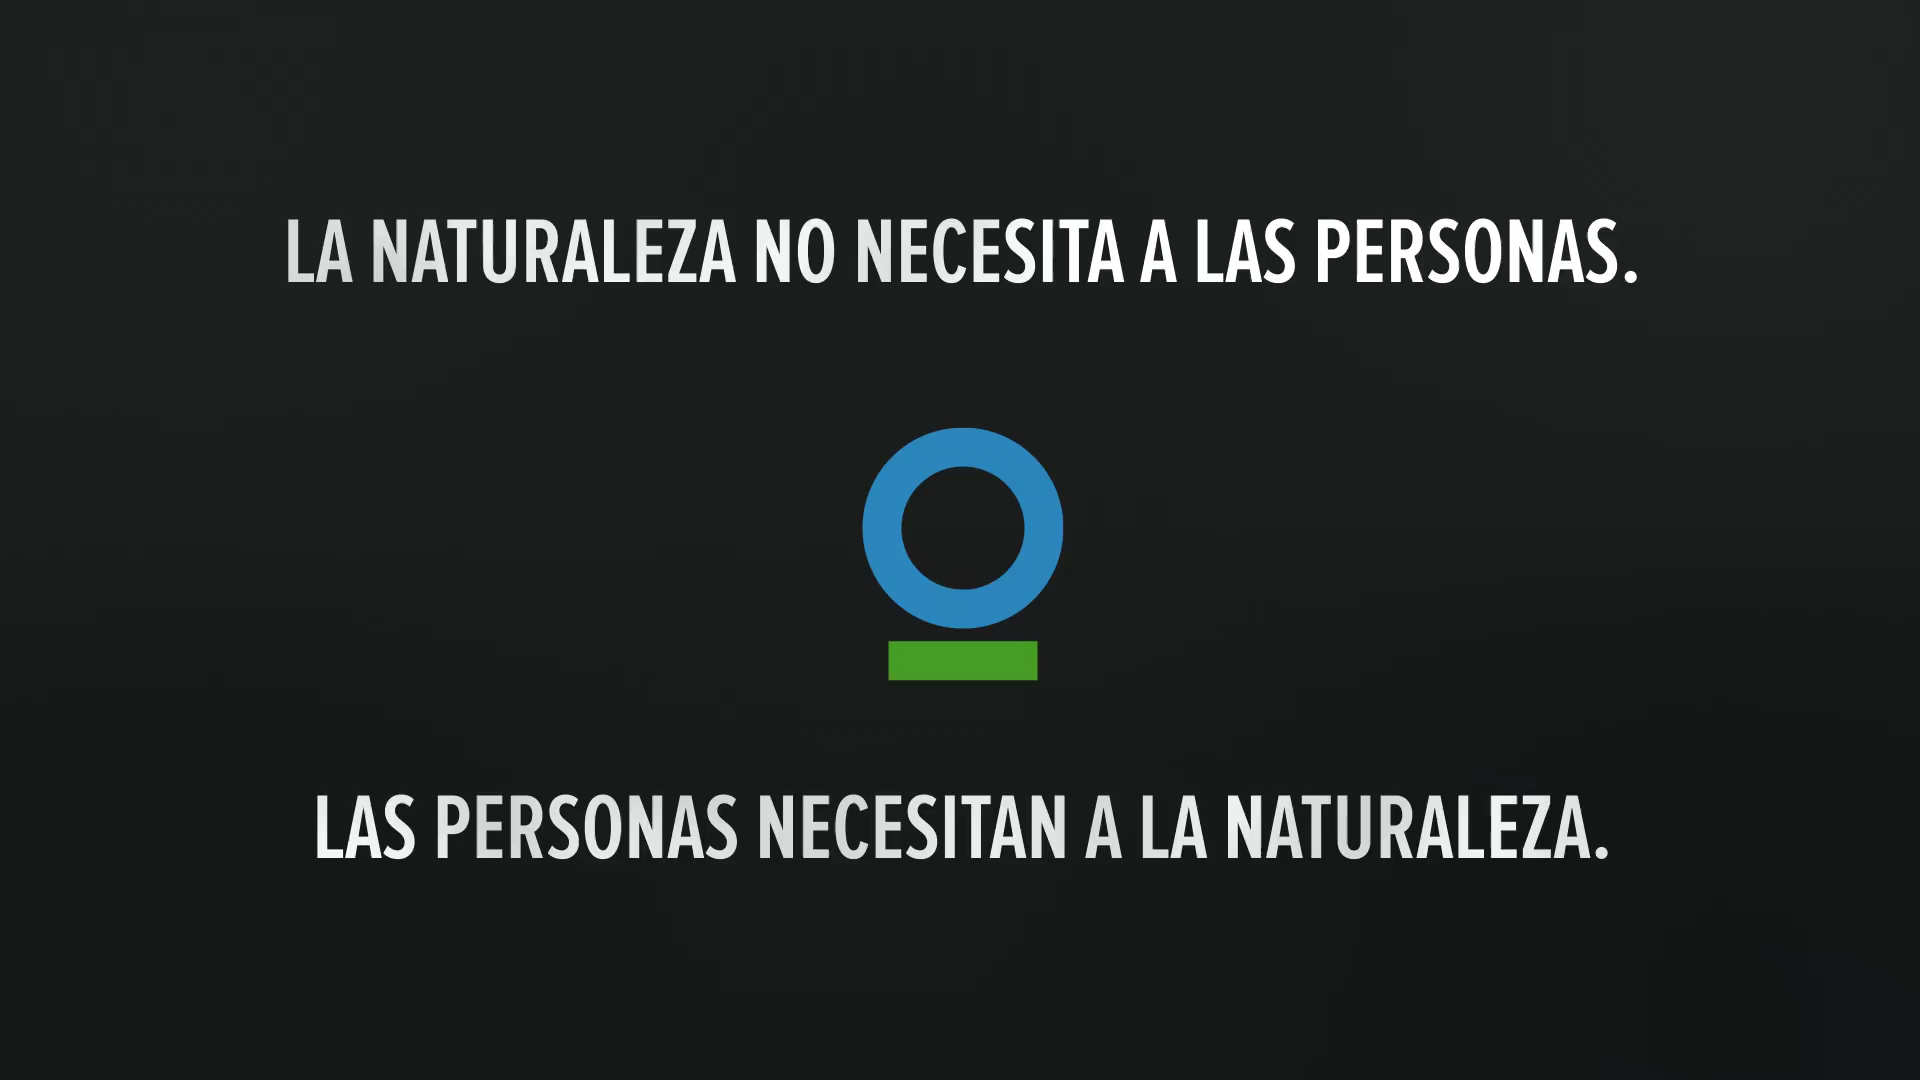 LA NATURALEZA NO NECESITA A LAS PERSONAS.
LAS PERSONAS NECESITAN A LA NATURALEZA.